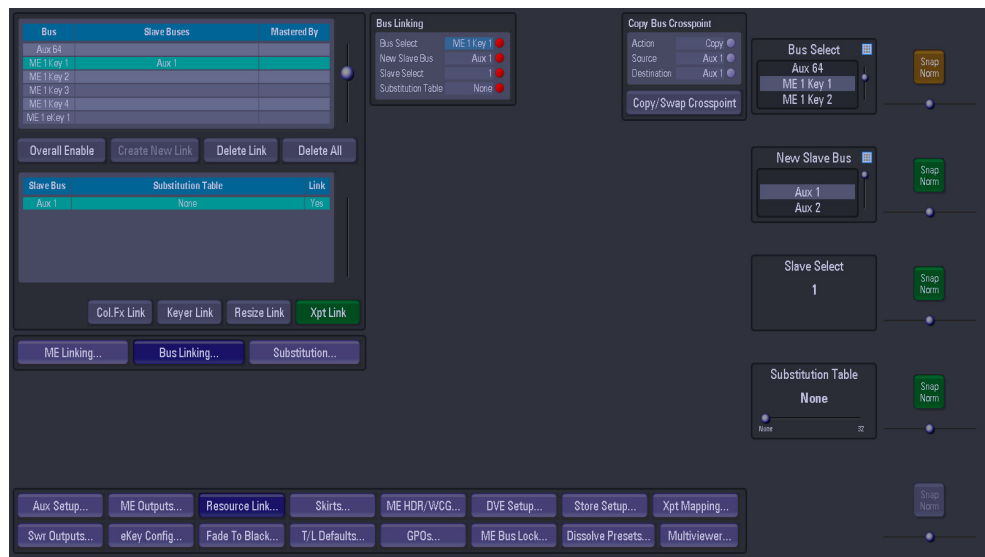 Bus Slave Buses Mastered By
Aux 64
ME 1 Key 1 Aux 1
ME 1 Key 2
ME 1 Key 3
ME 1 Key 4
ME 1 eKey 1
Overall Enable Create New Link Delete Link Delete All
Slave Bus Substitution Table Link
Aux 1 None Yes
Col.Fx Link Keyer Link Resize Link Xpt Link
ME Linking... Bus Linking... Substitution...
Bus Linking
Bus Select ME 1 Key 1
New Slave Bus Aux 1
Slave Select 1
Substitution Table None
Copy Bus Crosspoint
Action Copy
Source Aux 1
Destination Aux 1
Copy/Swap Crosspoint
Bus Select
Aux 64
ME 1 Key 1
ME 1 Key 2
Snap
Norm
New Slave Bus
Aux 1
Aux 2
Snap
Norm
Slave Select
1
Snap
Norm
Substitution Table
None
None 32
Snap
Norm
Snap
Norm
Aux Setup... ME Outputs... Resource Link... Skirts... ME HDR/WCG... DVE Setup... Store Setup... Xpt Mapping...
Swr Outputs... eKey Config... Fade To Black... T/L Defaults... GPOs... ME Bus Lock... Dissolve Presets... Multiviewer...